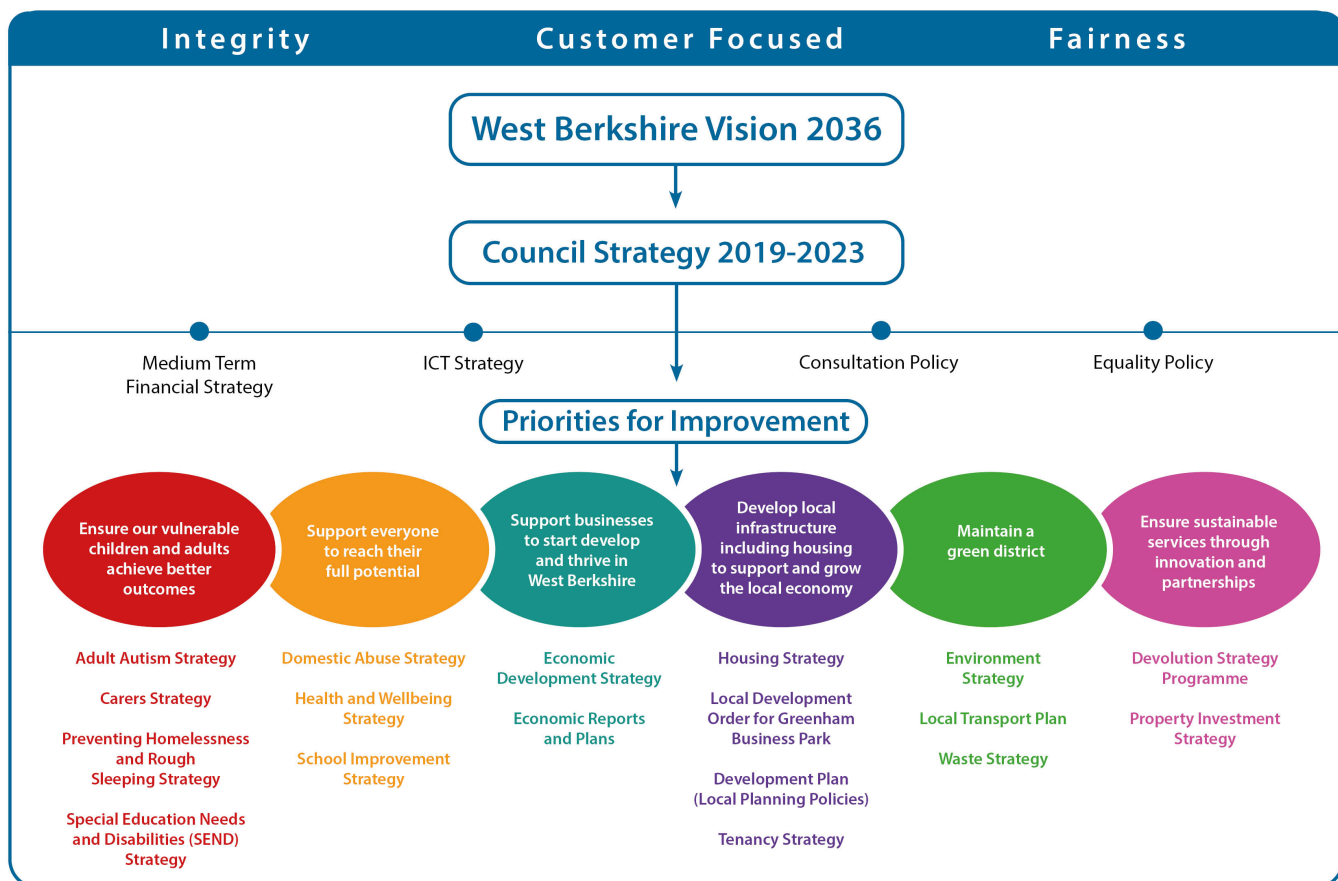 Integrity
Customer Focused
Fairness
West Berkshire Vision 2036
Council Strategy 2019-2023
Medium Term
Financial Strategy
ICT Strategy
Consultation Policy
Equality Policy
Priorities for Improvement
Ensure our vulnerable
children and adults
achieve better
outcomes
Support everyone
to reach their
full potential
Support businesses
to start develop
and thrive in
West Berkshire
Develop local
infrastructure
including housing
to support and grow
the local economy
Maintain a
green district
Ensure sustainable
services through
innovation and
partnerships
Adult Autism Strategy
Carers Strategy
Preventing Homelessness
and Rough
Sleeping Strategy
Special Education Needs
and Disabilities (SEND)
Strategy
Domestic Abuse Strategy
Health and Wellbeing
Strategy
School Improvement
Strategy
Economic
Development Strategy
Economic Reports
and Plans
Housing Strategy
Local Development
Order for Greenham
Business Park
Development Plan
(Local Planning Policies)
Tenancy Strategy
Environment
Strategy
Local Transport Plan
Waste Strategy
Devolution Strategy
Programme
Property Investment
Strategy